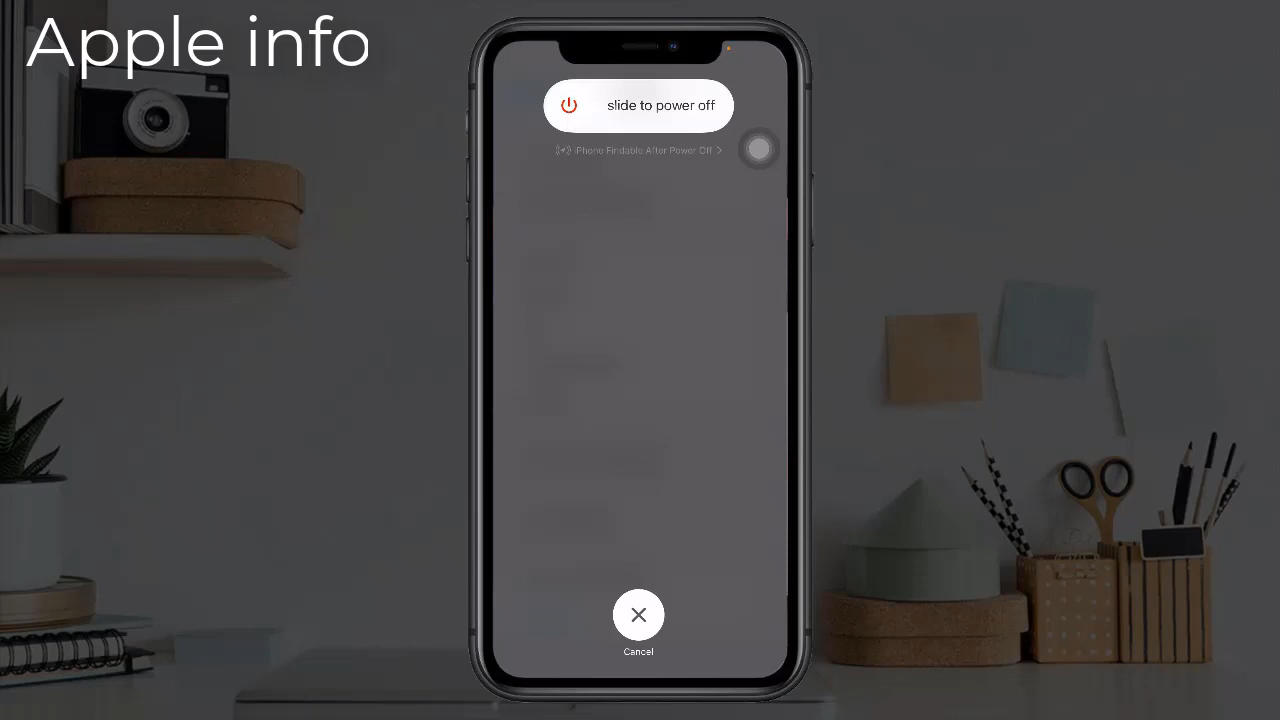 Apple info
slide to power off
iPhone Findable After Power Off
Cancel